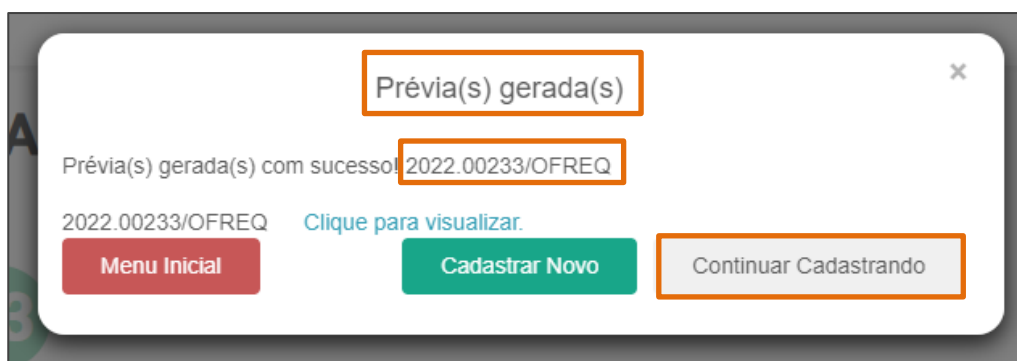 Prévia(s) gerada(s)
×
A
Prévia(s) gerada(s) com sucesso! 2022.00233/OFREQ
2022.00233/OFREQ Clique para visualizar.
Menu Inicial Cadastrar Novo Continuar Cadastrando
3